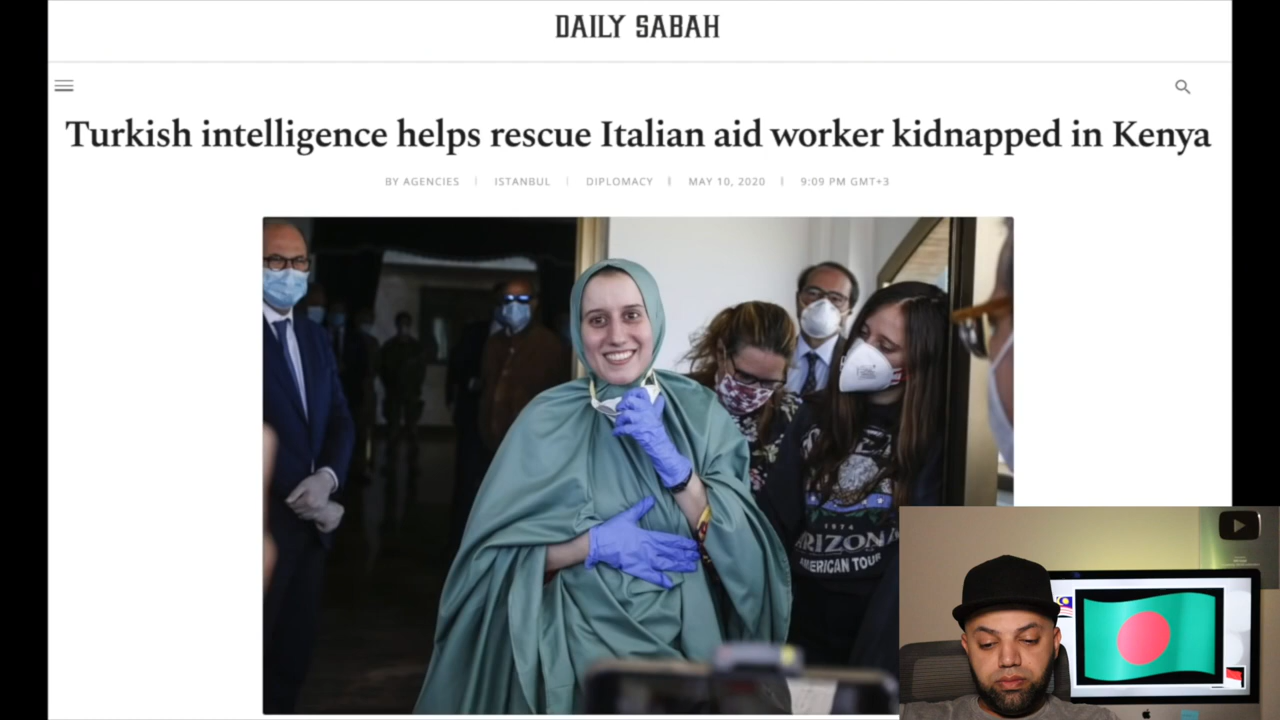 DAILY SABAH
Turkish intelligence helps rescue Italian aid worker kidnapped in Kenya
BY AGENCIES | ISTANBUL | DIPLOMACY | MAY 10, 2020 | 9:09 PM GMT+3
1974
ARIZONA
AMERICAN TOUR